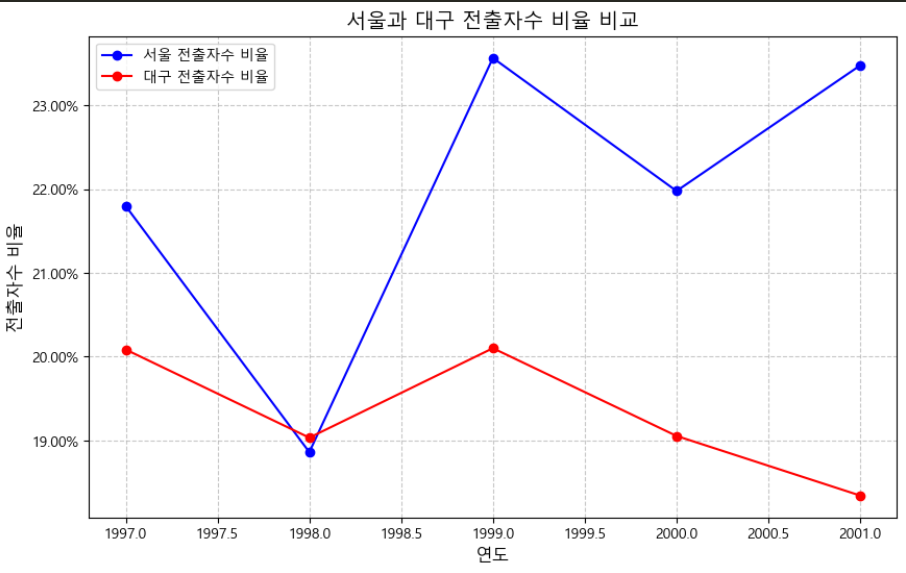 서울과 대구 전출자수 비율 비교
서울 전출자수 비율
대구 전출자수 비율
전출자수 비율
23.00%
22.00%
21.00%
20.00%
19.00%
1997.0 1997.5 1998.0 1998.5 1999.0 1999.5 2000.0 2000.5 2001.0
연도